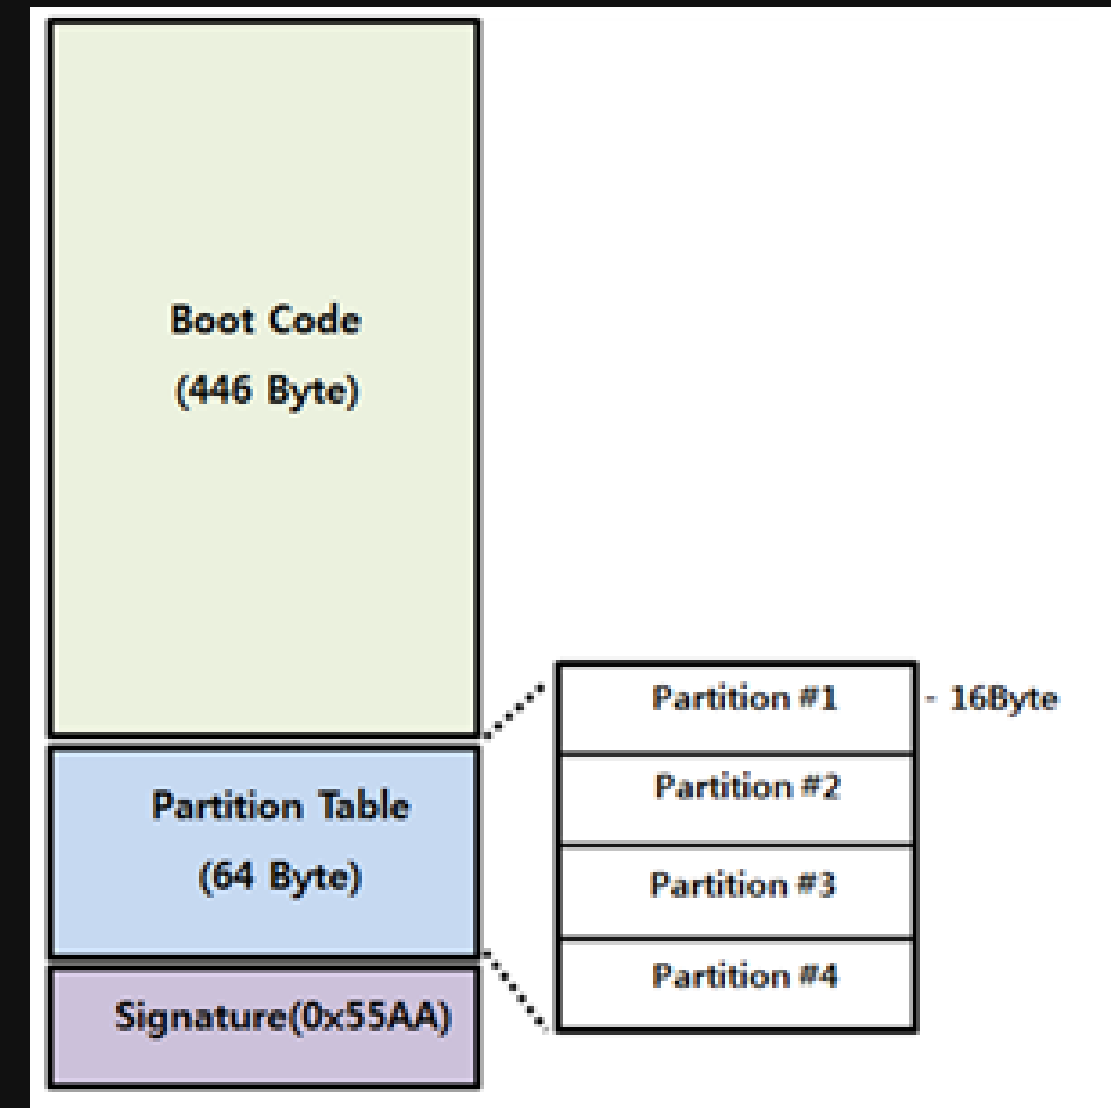 Boot Code
(446 Byte)
Partition Table
(64 Byte)
Signature(0x55AA)
Partition #1
- 16Byte
Partition #2
Partition #3
Partition #4